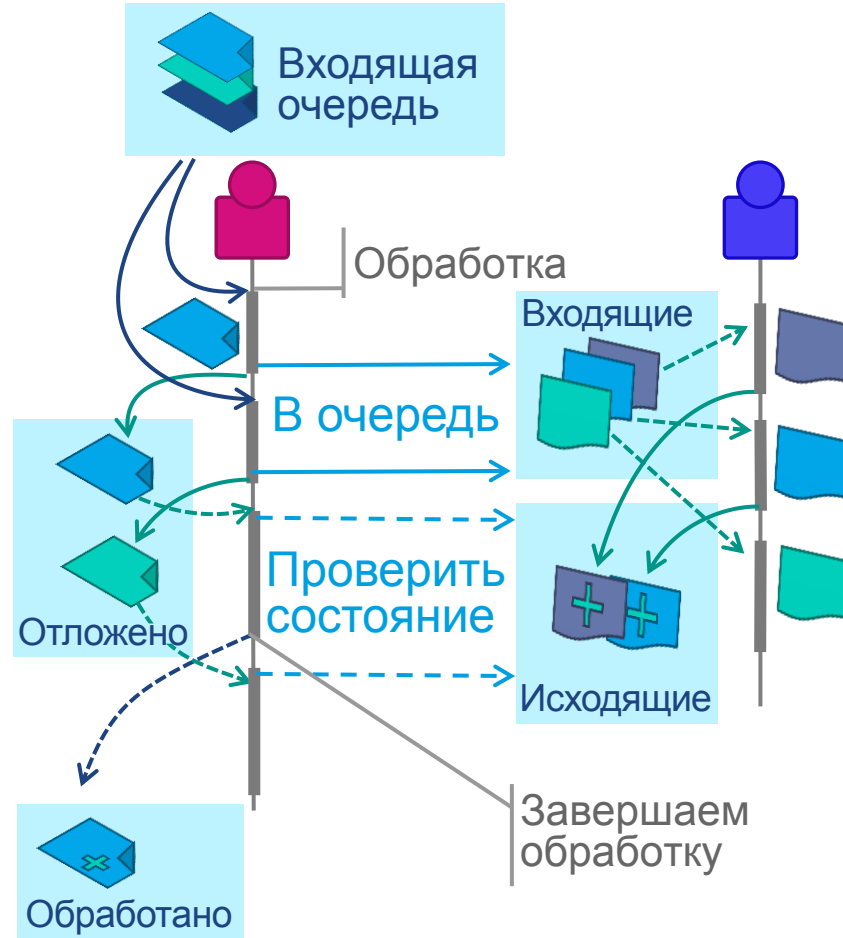 Входящая
очередь
Обработка
Входящие
В очередь
Проверить
состояние
Отложено
Исходящие
Завершаем
обработку
Обработано